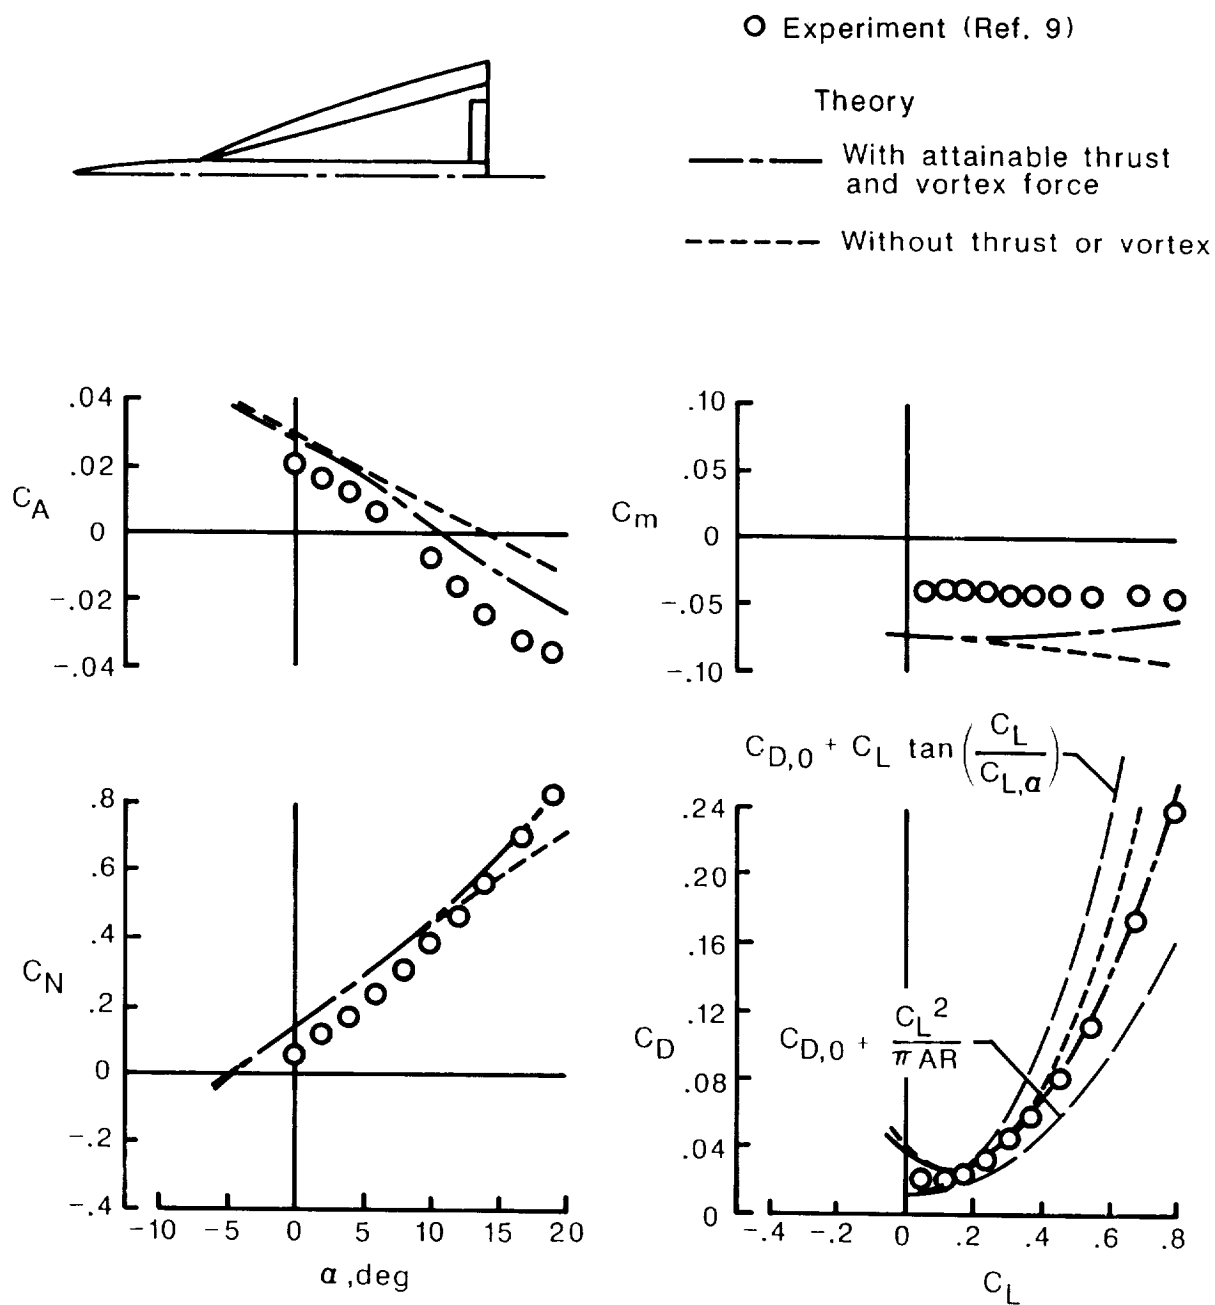 Experiment (Ref. 9)
Theory
With attainable thrust
and vortex force
Without thrust or vortex
.04
.02
C_A
0
-.02
-.04
.10
.05
C_m
0
-.05
-.10
.8
.6
.4
C_N
.2
0
-.2
-.4
-10 -5 0 5 10 15 20
α ,deg
C_D,0 + C_L tan (C_L / C_L,α)
.24
.20
.16
.12
C_D
C_D,0 + C_L² / π AR
.08
.04
0
-.4 -.2 0 .2 .4 .6 .8
C_L